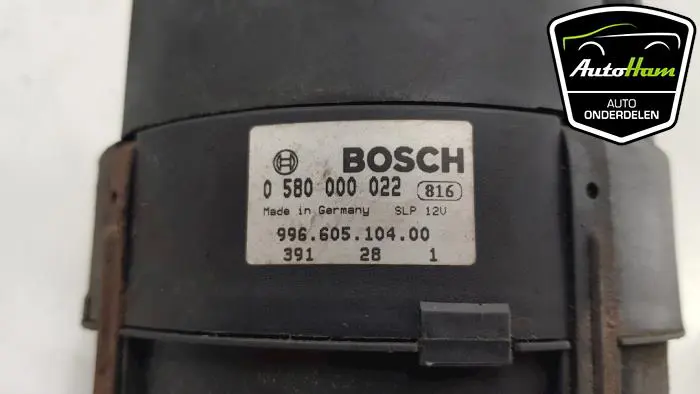 AutoHam
AUTO
ONDERDELEN
BOSCH
0 580 000 022 816
Made in Germany SLP 12V
996.605.104.00
391 28 1